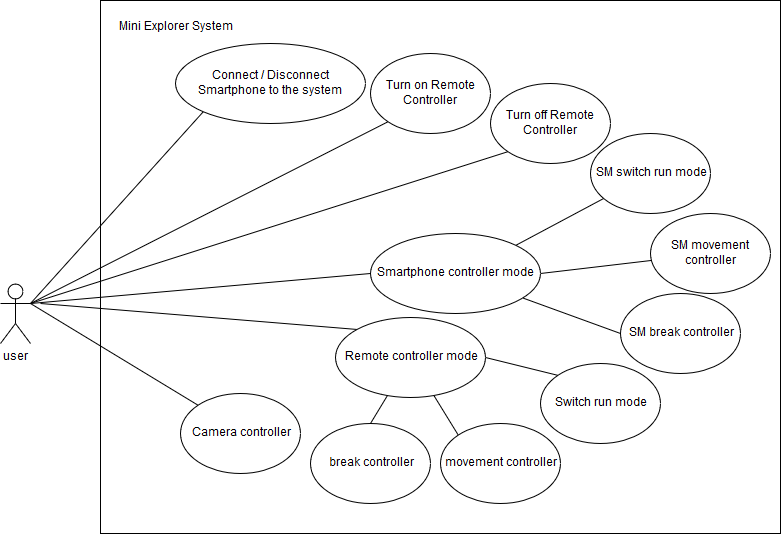 Mini Explorer System
Connect / Disconnect
Smartphone to the system
Turn on Remote
Controller
Turn off Remote
Controller
SM switch run mode
SM movement
controller
Smartphone controller mode
SM break controller
user
Remote controller mode
Switch run mode
Camera controller
break controller
movement controller